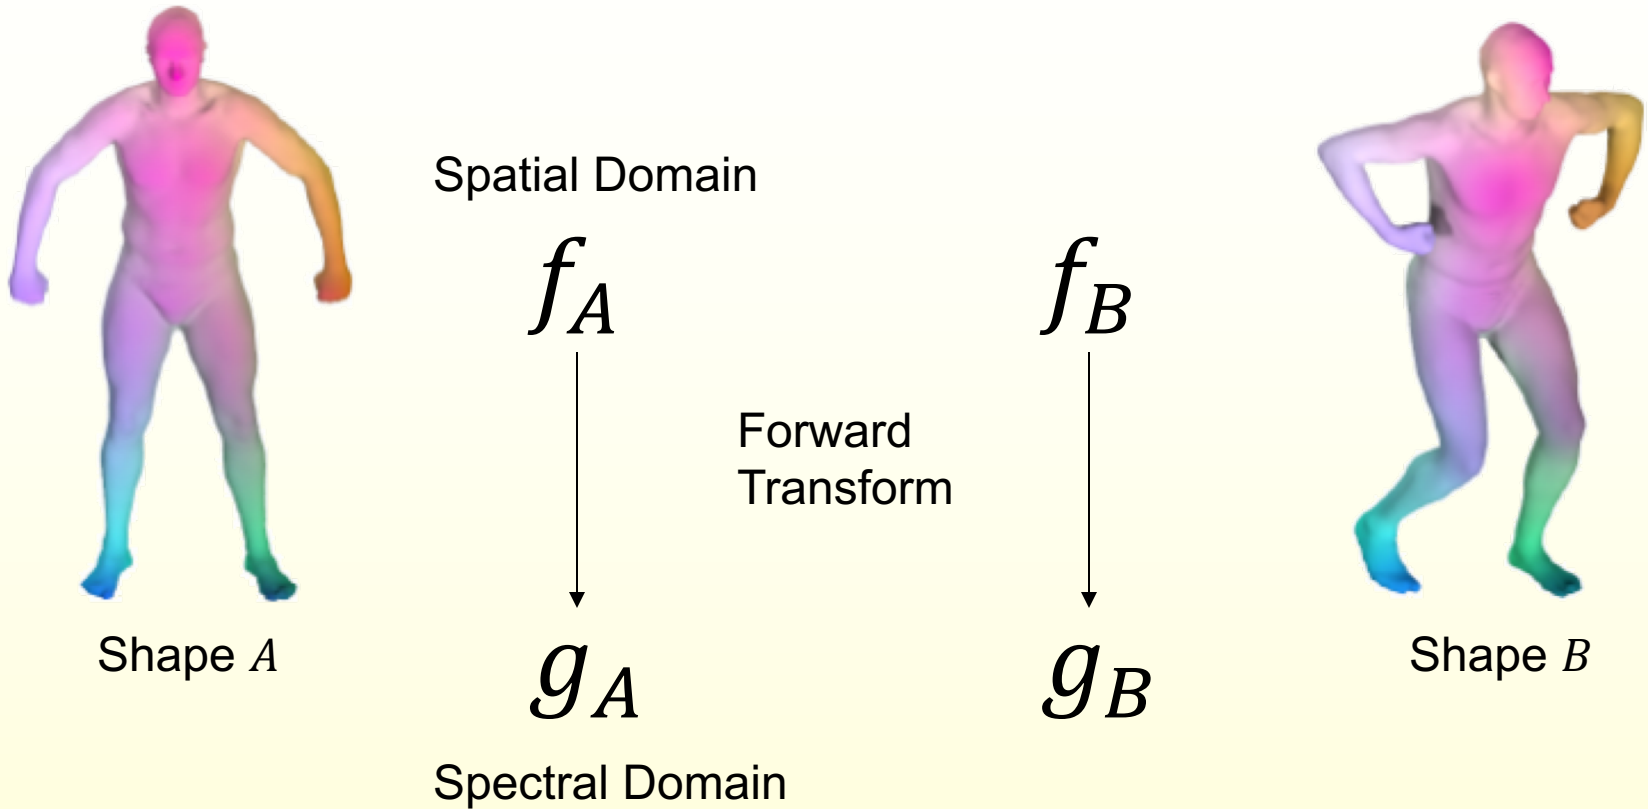 Spatial Domain
f_A
f_B
Forward
Transform
Shape A
g_A
g_B
Shape B
Spectral Domain